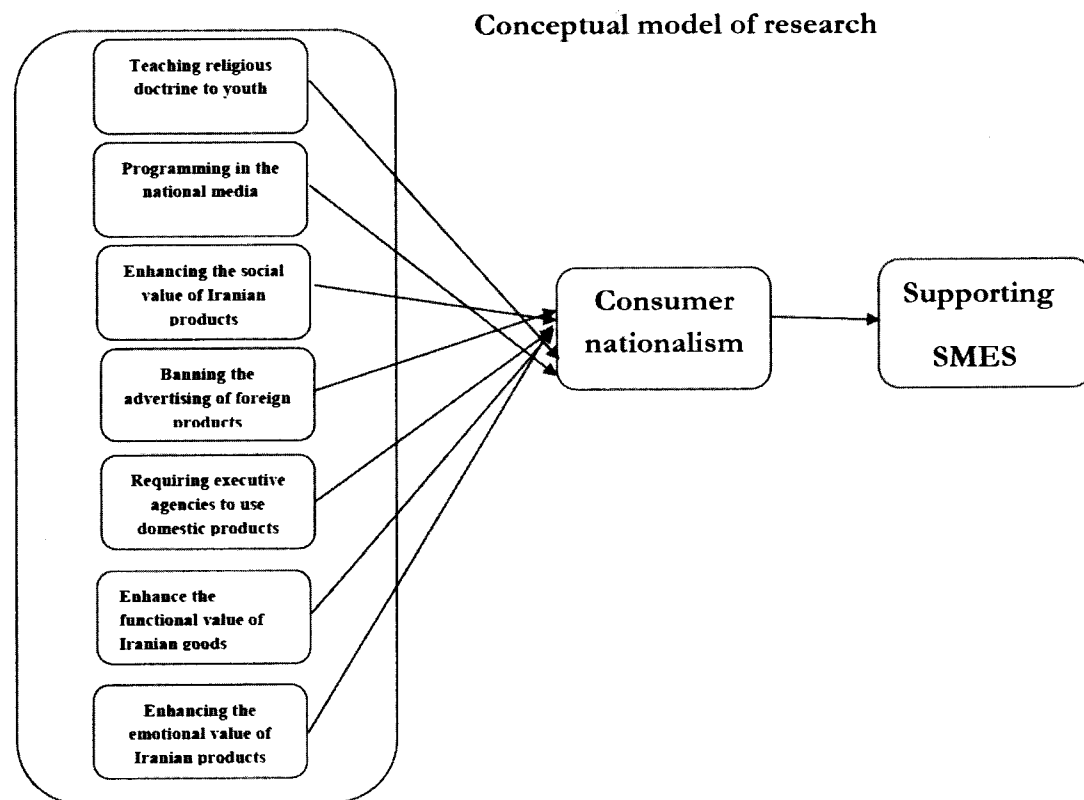 Conceptual model of research
Teaching religious
doctrine to youth
Programming in the
national media
Enhancing the social
value of Iranian
products
Banning the
advertising of foreign
products
Requiring executive
agencies to use
domestic products
Enhance the
functional value of
Iranian goods
Enhancing the
emotional value of
Iranian products
Consumer
nationalism
Supporting
SMES